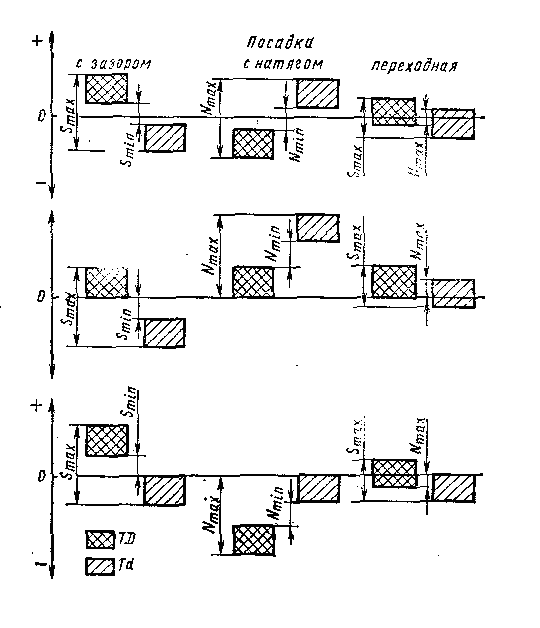 Посадка
с зазором с натягом переходная
+
0
−
Smax Smin Nmax Nmin Smax Nmax
0
Smax Smin Nmax Nmin Smax Nmax
+
0
−
Smax Smin Nmax Nmin Smax Nmax
TD
Td